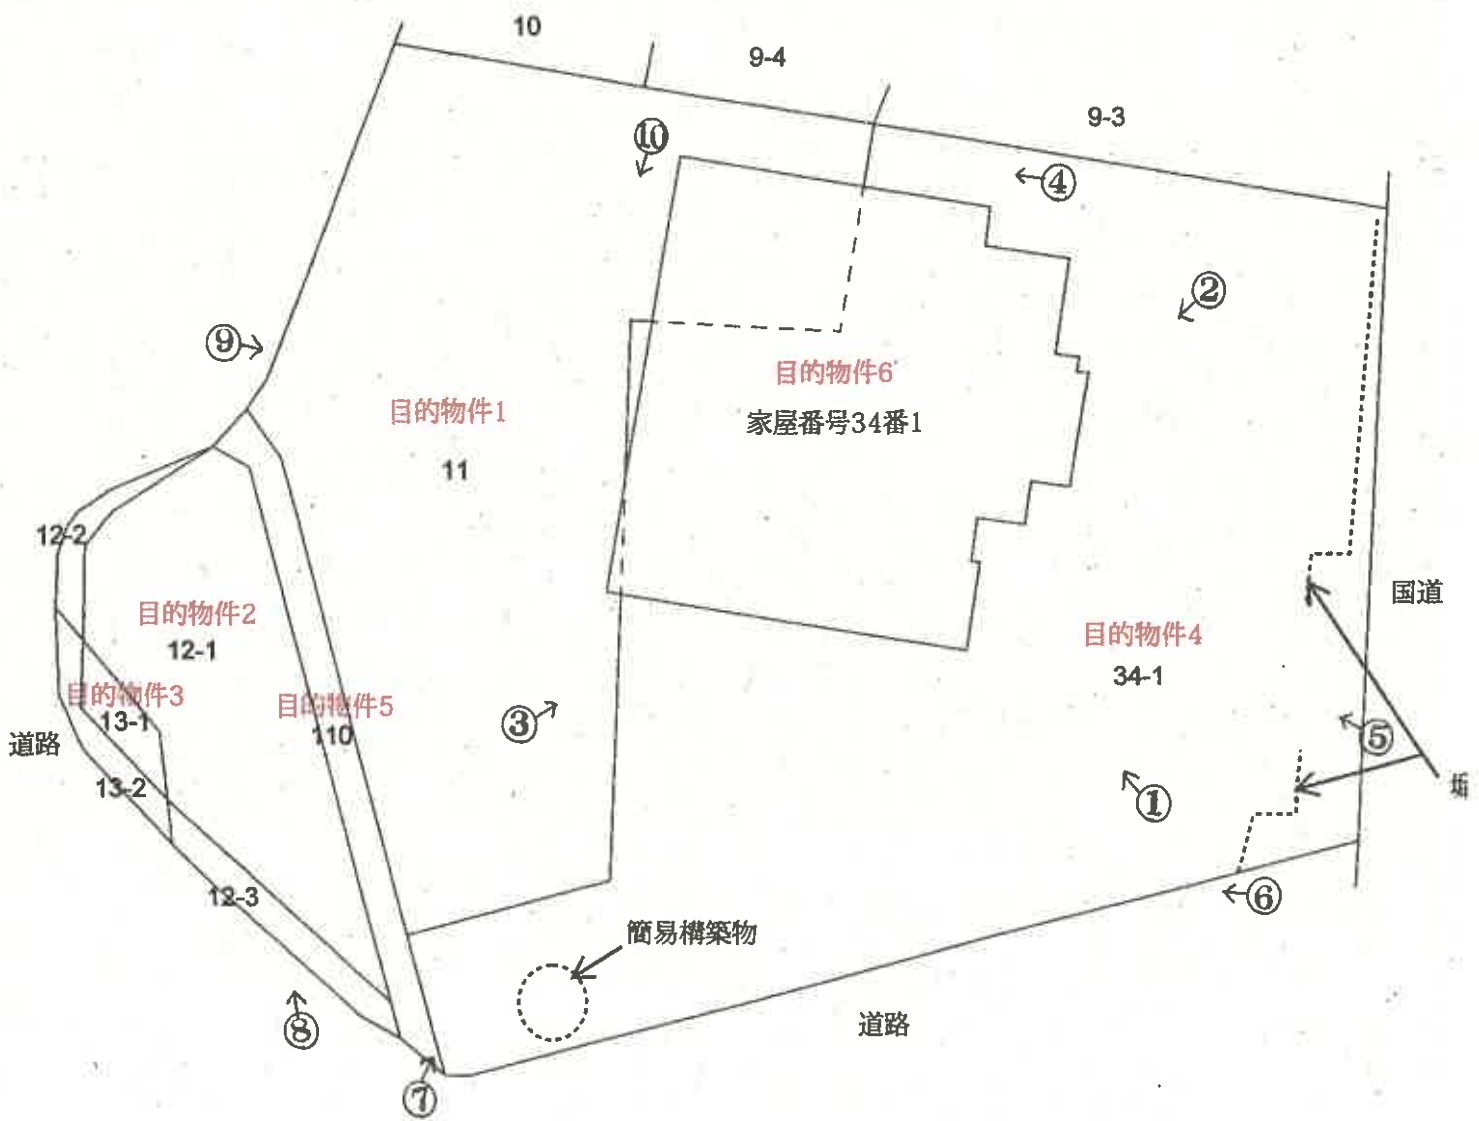 10
9-4
9-3
⑩
④
②
⑨
目的物件6
家屋番号34番1
目的物件1
11
12-2
国道
目的物件2
12-1
目的物件4
34-1
目的物件3
13-1
目的物件5
110
③
⑤
道路
13-2
①
塀
12-3
⑥
簡易構築物
道路
⑧
⑦